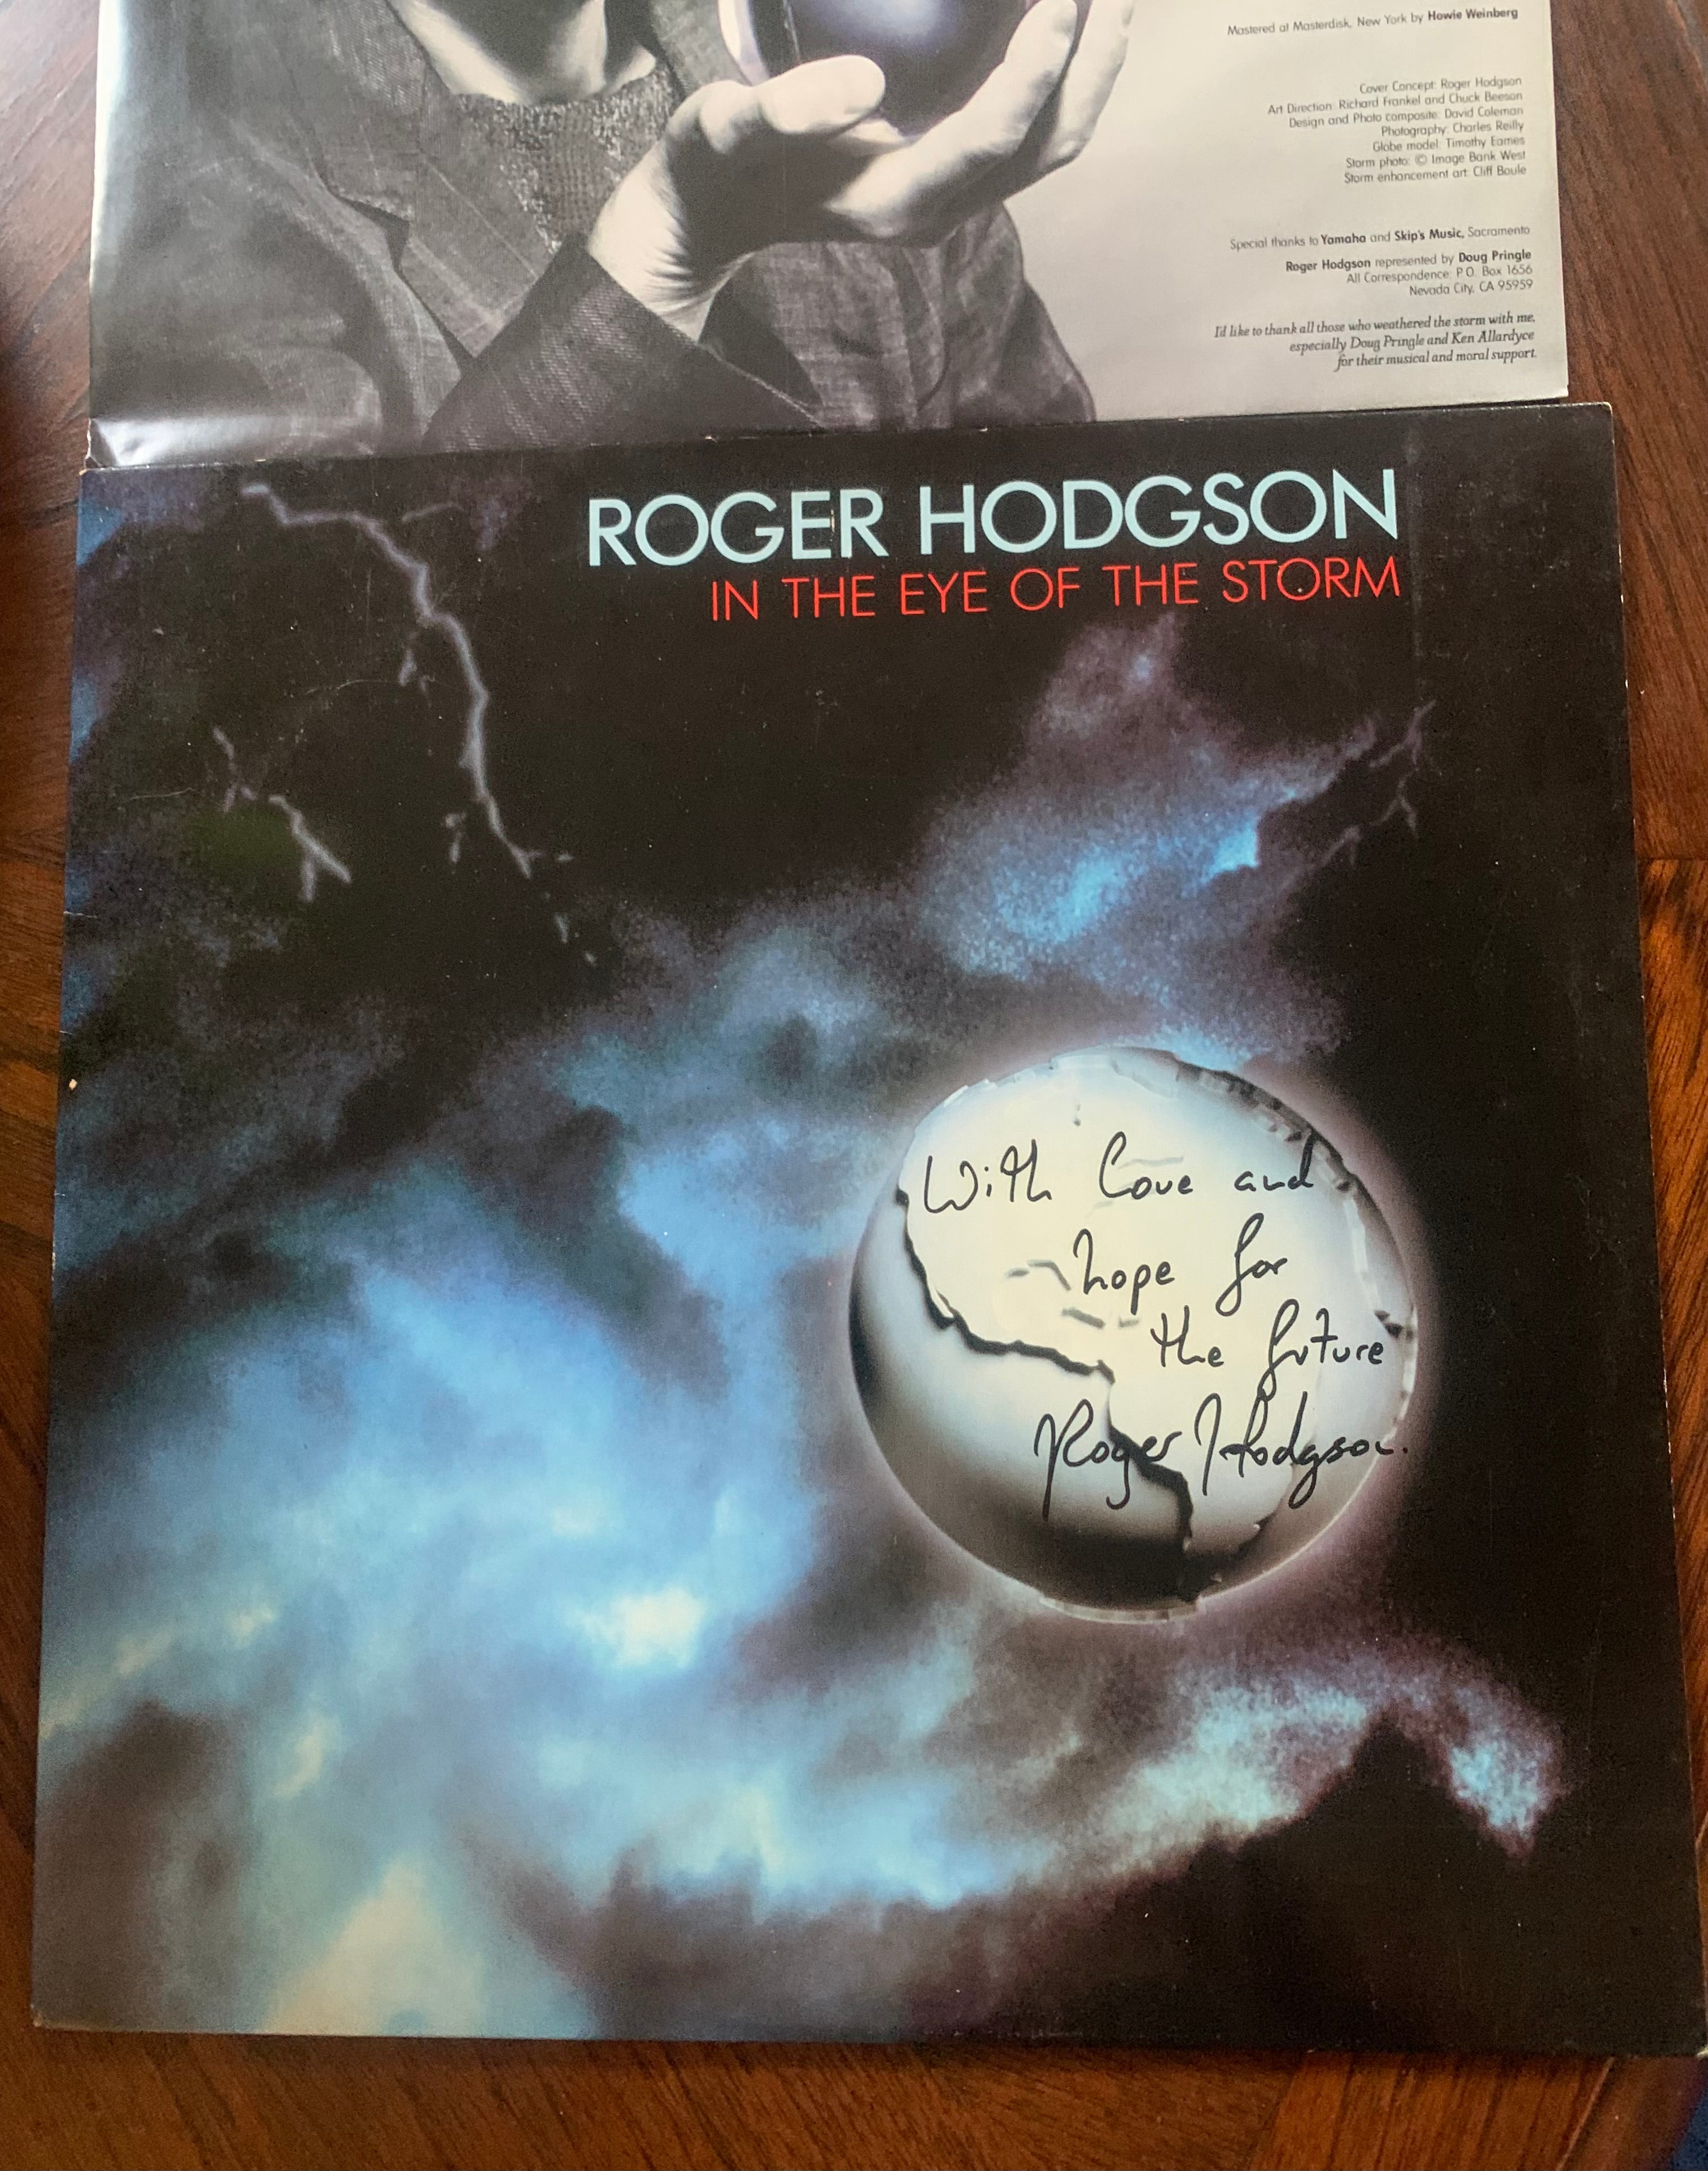 Mastered at Masterdisk, New York by Howie Weinberg
Cover Concept: Roger Hodgson
Art Direction: Richard Frankel and Chuck Beeson
Design and Photo composite: David Coleman
Photography: Charles Reilly
Globe model: Timothy Eames
Storm photo: © Image Bank West
Storm enhancement art: Cliff Boule
Special thanks to Yamaha and Skip's Music, Sacramento
Roger Hodgson represented by Doug Pringle
All Correspondence: P.O. Box 1656
Nevada City, CA 95959
I'd like to thank all those who weathered the storm with me,
especially Doug Pringle and Ken Allardyce
for their musical and moral support.
ROGER HODGSON
IN THE EYE OF THE STORM
With love and
hope for
the future
Roger Hodgson.